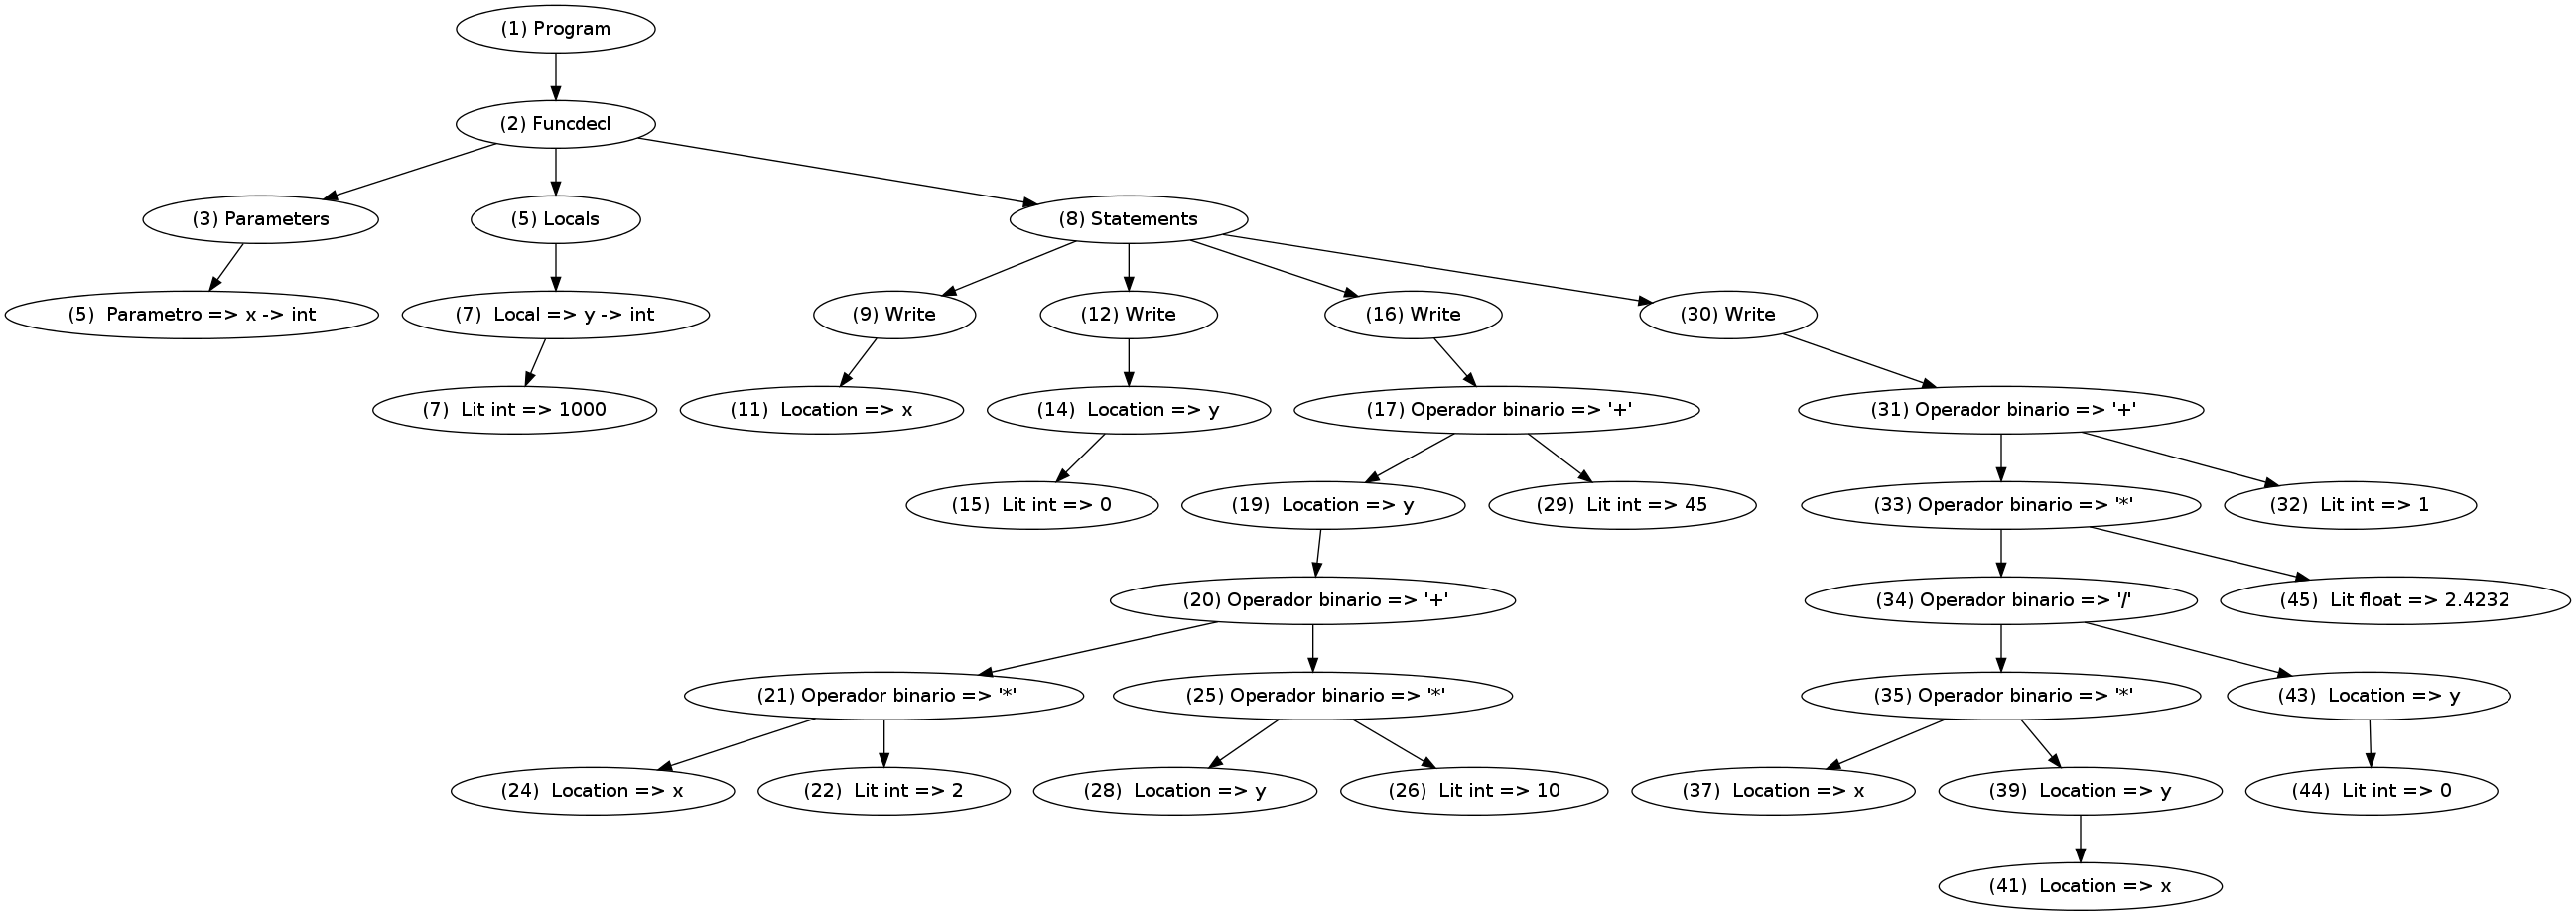 (1) Program
(2) Funcdecl
(3) Parameters
(5) Locals
(8) Statements
(5)  Parametro => x -> int
(7)  Local => y -> int
(9) Write
(12) Write
(16) Write
(30) Write
(7)  Lit int => 1000
(11)  Location => x
(14)  Location => y
(17) Operador binario => '+'
(31) Operador binario => '+'
(15)  Lit int => 0
(19)  Location => y
(29)  Lit int => 45
(33) Operador binario => '*'
(32)  Lit int => 1
(20) Operador binario => '+'
(34) Operador binario => '/'
(45)  Lit float => 2.4232
(21) Operador binario => '*'
(25) Operador binario => '*'
(35) Operador binario => '*'
(43)  Location => y
(24)  Location => x
(22)  Lit int => 2
(28)  Location => y
(26)  Lit int => 10
(37)  Location => x
(39)  Location => y
(44)  Lit int => 0
(41)  Location => x